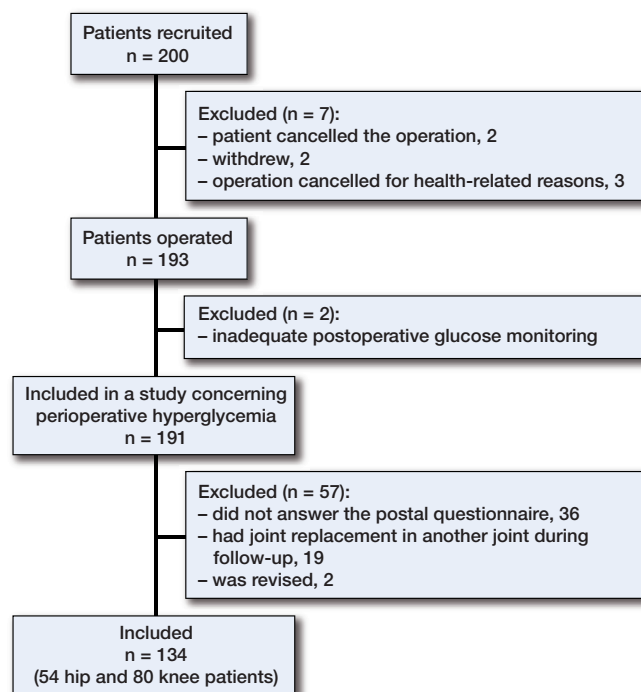 Patients recruited
n = 200
Excluded (n = 7):
– patient cancelled the operation, 2
– withdrew, 2
– operation cancelled for health-related reasons, 3
Patients operated
n = 193
Excluded (n = 2):
– inadequate postoperative glucose monitoring
Included in a study concerning
perioperative hyperglycemia
n = 191
Excluded (n = 57):
– did not answer the postal questionnaire, 36
– had joint replacement in another joint during
follow-up, 19
– was revised, 2
Included
n = 134
(54 hip and 80 knee patients)